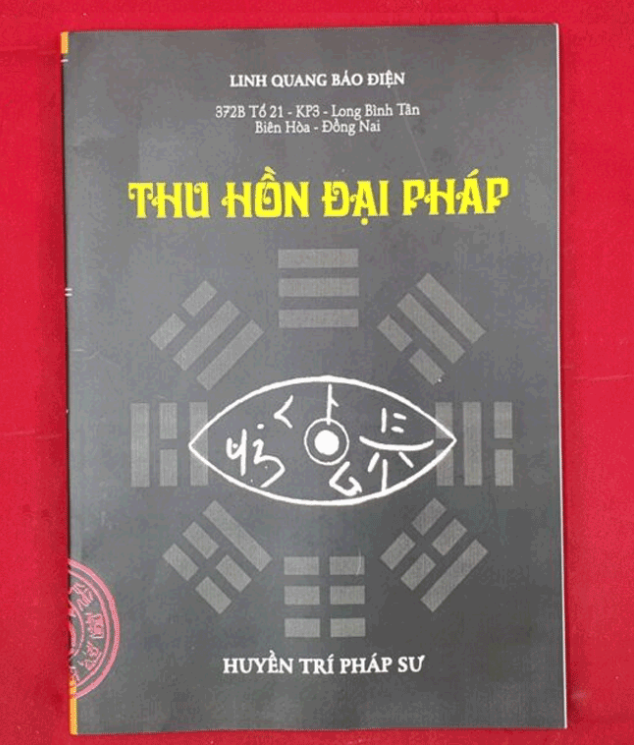 LINH QUANG BẢO ĐIỆN
372B Tổ 21 - KP3 - Long Bình Tân
Biên Hòa - Đồng Nai
THU HỒN ĐẠI PHÁP
HUYỀN TRÍ PHÁP SƯ